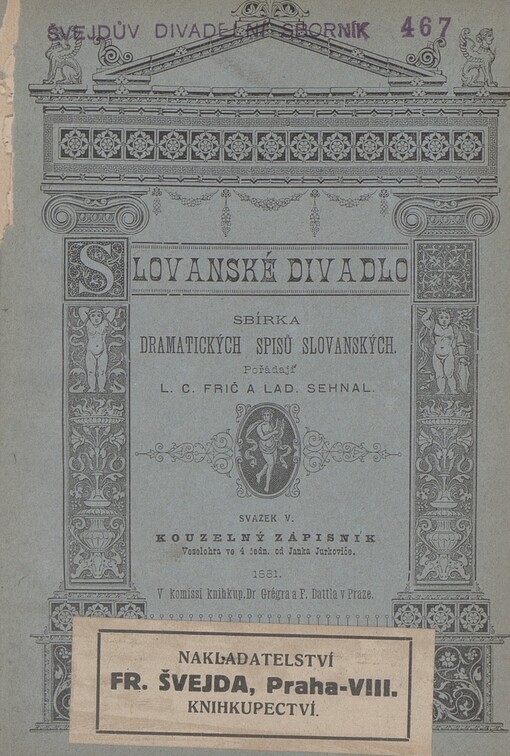 ŠVEJDŮV DIVADELNÍ SBORNÍK 467
SLOVANSKÉ DIVADLO
SBÍRKA
DRAMATICKÝCH SPISŮ SLOVANSKÝCH.
Pořádají
L. C. FRIČ A LAD. SEHNAL.
SVAZEK V.
KOUZELNÝ ZÁPISNÍK
Veselohra ve 4 jedn. od Janka Jurkoviče.
1881.
V komissi knihkup. Dr Grégra a F. Dattla v Praze.
NAKLADATELSTVÍ
FR. ŠVEJDA, Praha-VIII.
KNIHKUPECTVÍ.